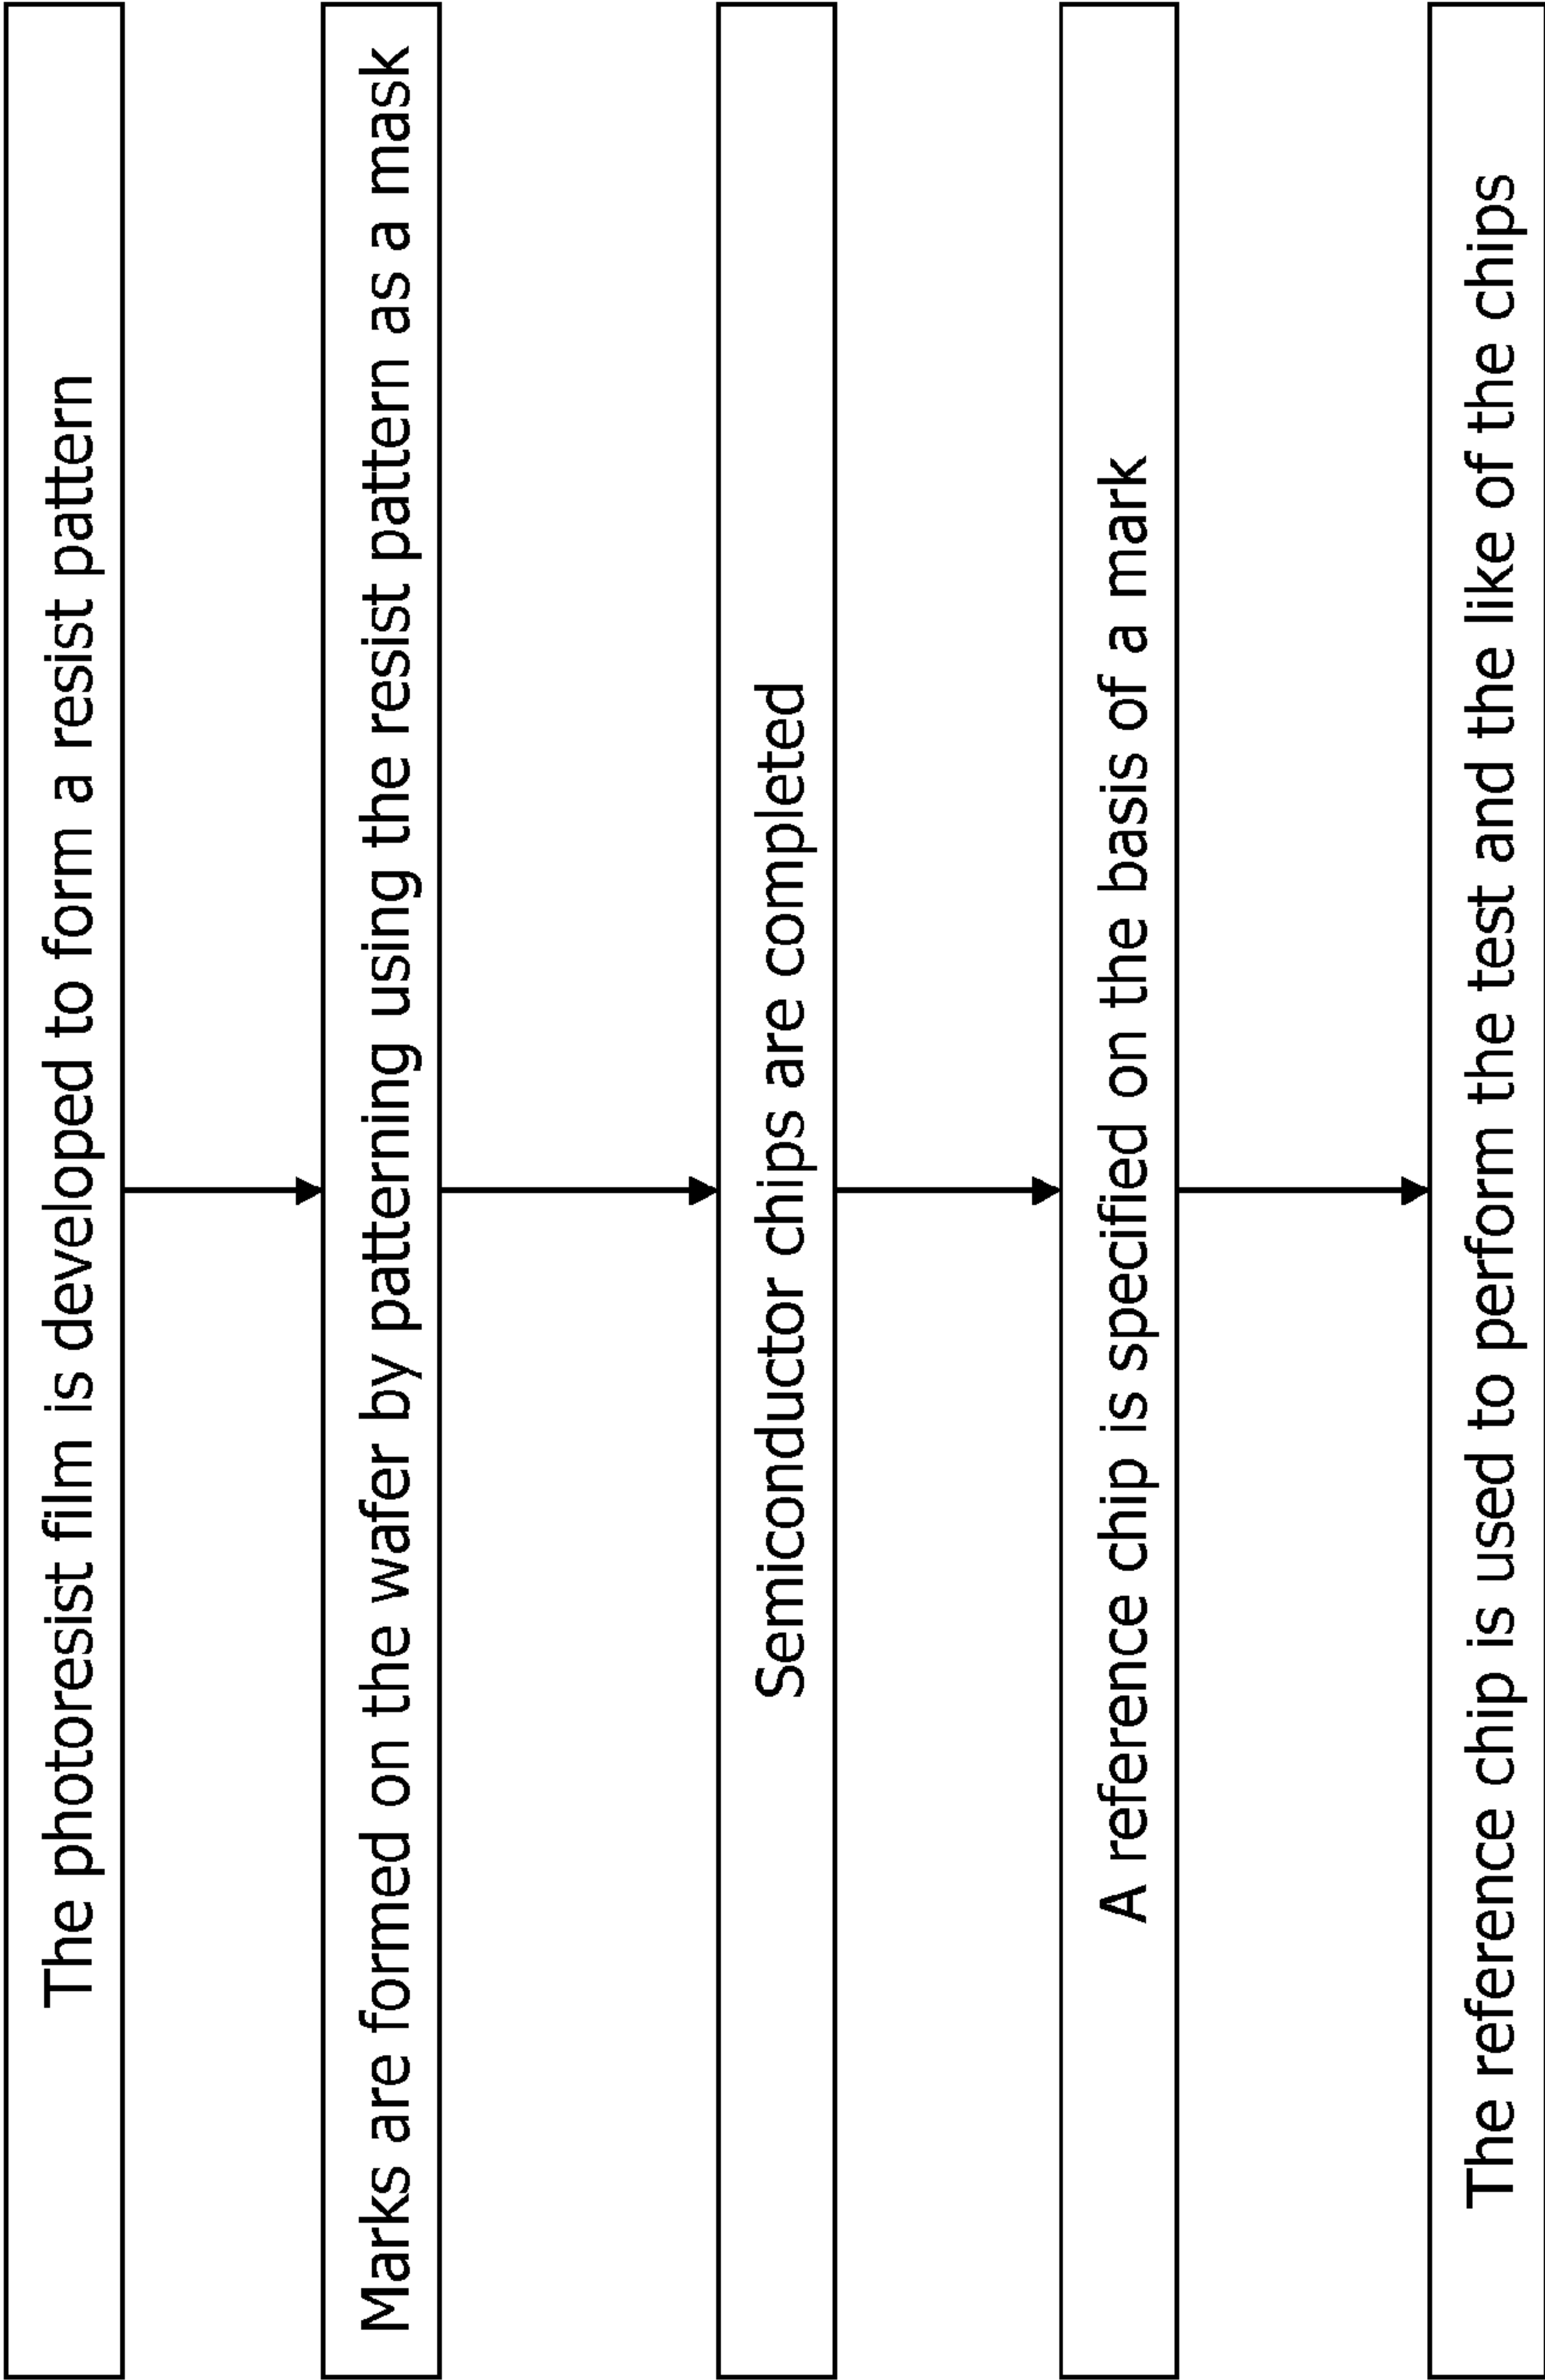 The photoresist film is developed to form a resist pattern
Marks are formed on the wafer by patterning using the resist pattern as a mask
Semiconductor chips are completed
A reference chip is specified on the basis of a mark
The reference chip is used to perform the test and the like of the chips